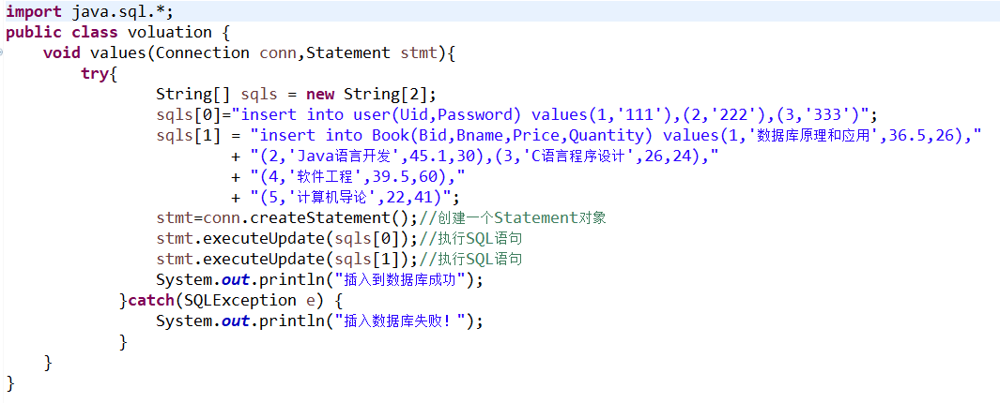 import java.sql.*;
public class voluation {
    void values(Connection conn,Statement stmt){
        try{
                String[] sqls = new String[2];
                sqls[0]="insert into user(Uid,Password) values(1,'111'),(2,'222'),(3,'333')";
                sqls[1] = "insert into Book(Bid,Bname,Price,Quantity) values(1,'数据库原理和应用',36.5,26),"
                        + "(2,'Java语言开发',45.1,30),(3,'C语言程序设计',26,24),"
                        + "(4,'软件工程',39.5,60),"
                        + "(5,'计算机导论',22,41)";
                stmt=conn.createStatement();//创建一个Statement对象
                stmt.executeUpdate(sqls[0]);//执行SQL语句
                stmt.executeUpdate(sqls[1]);//执行SQL语句
                System.out.println("插入到数据库成功");
            }catch(SQLException e) {
                System.out.println("插入数据库失败！");
            }
    }
}